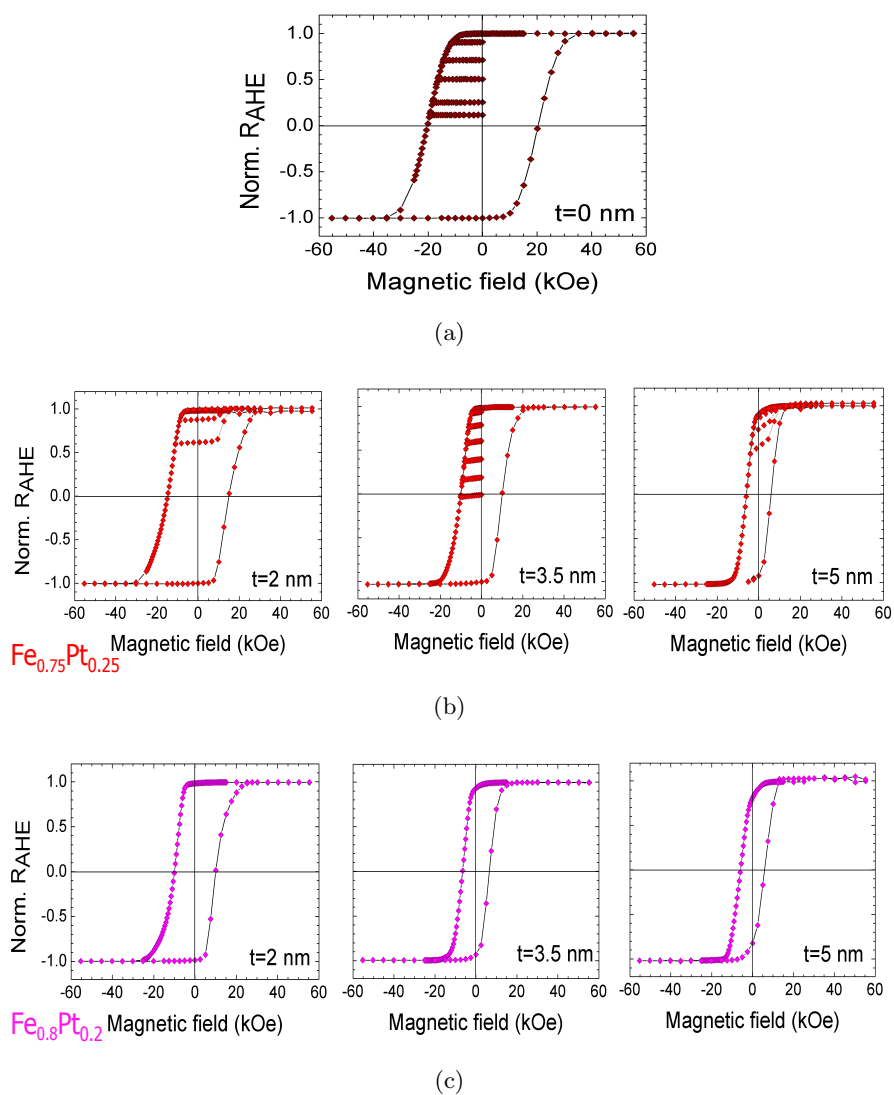 1.0
0.5
0.0
-0.5
-1.0
Norm. RAHE
t=0 nm
-60 -40 -20 0 20 40 60
Magnetic field (kOe)
(a)
1.0
0.5
0.0
-0.5
-1.0
Norm. RAHE
t=2 nm t=3.5 nm t=5 nm
-60 -40 -20 0 20 40 60 -60 -40 -20 0 20 40 60 -60 -40 -20 0 20 40 60
Magnetic field (kOe) Magnetic field (kOe) Magnetic field (kOe)
Fe0.75Pt0.25
(b)
1.0
0.5
0.0
-0.5
-1.0
Norm. RAHE
t=2 nm t=3.5 nm t=5 nm
-60 -40 -20 0 20 40 60 -60 -40 -20 0 20 40 60 -60 -40 -20 0 20 40 60
Fe0.8Pt0.2 Magnetic field (kOe) Magnetic field (kOe) Magnetic field (kOe)
(c)